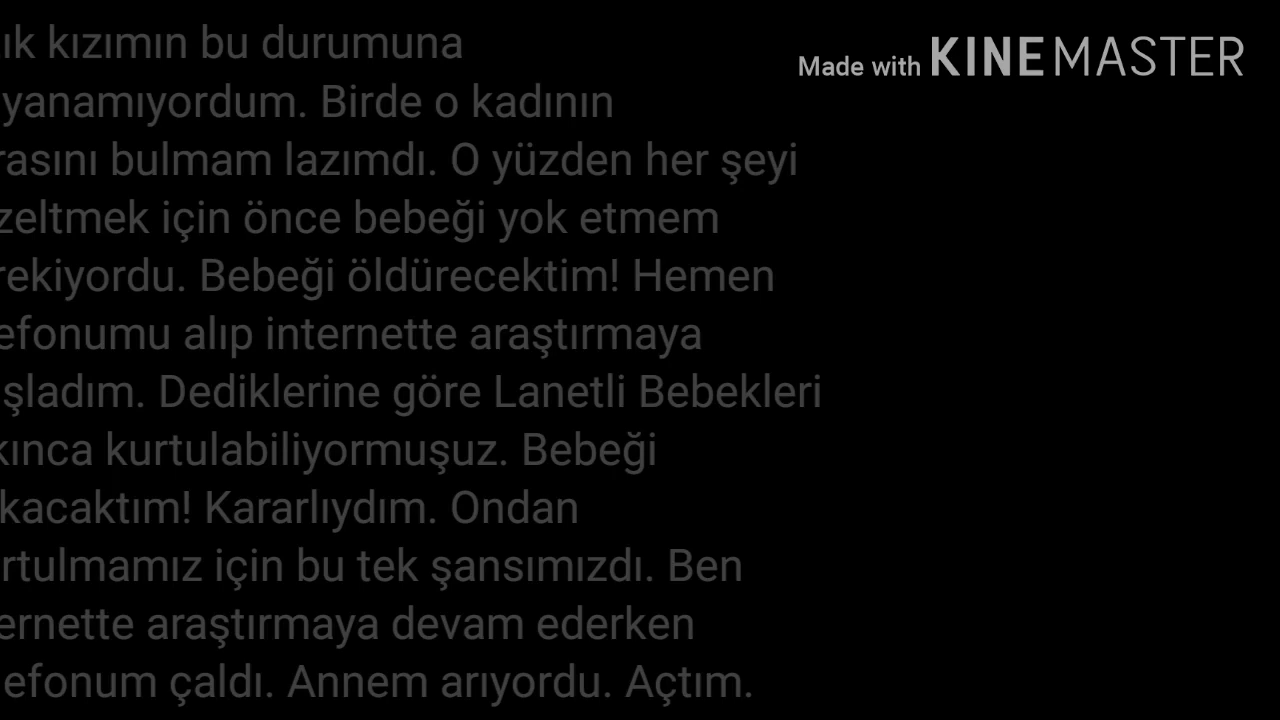 ık kızımın bu durumuna
yanamıyordum. Birde o kadının
rasını bulmam lazımdı. O yüzden her şeyi
zeltmek için önce bebeği yok etmem
rekiyordu. Bebeği öldürecektim! Hemen
efonumu alıp internette araştırmaya
şladım. Dediklerine göre Lanetli Bebekleri
kınca kurtulabiliyormuşuz. Bebeği
kacaktım! Kararlıydım. Ondan
rtulmamız için bu tek şansımızdı. Ben
ernette araştırmaya devam ederken
efonum çaldı. Annem arıyordu. Açtım.
Made with KINEMASTER